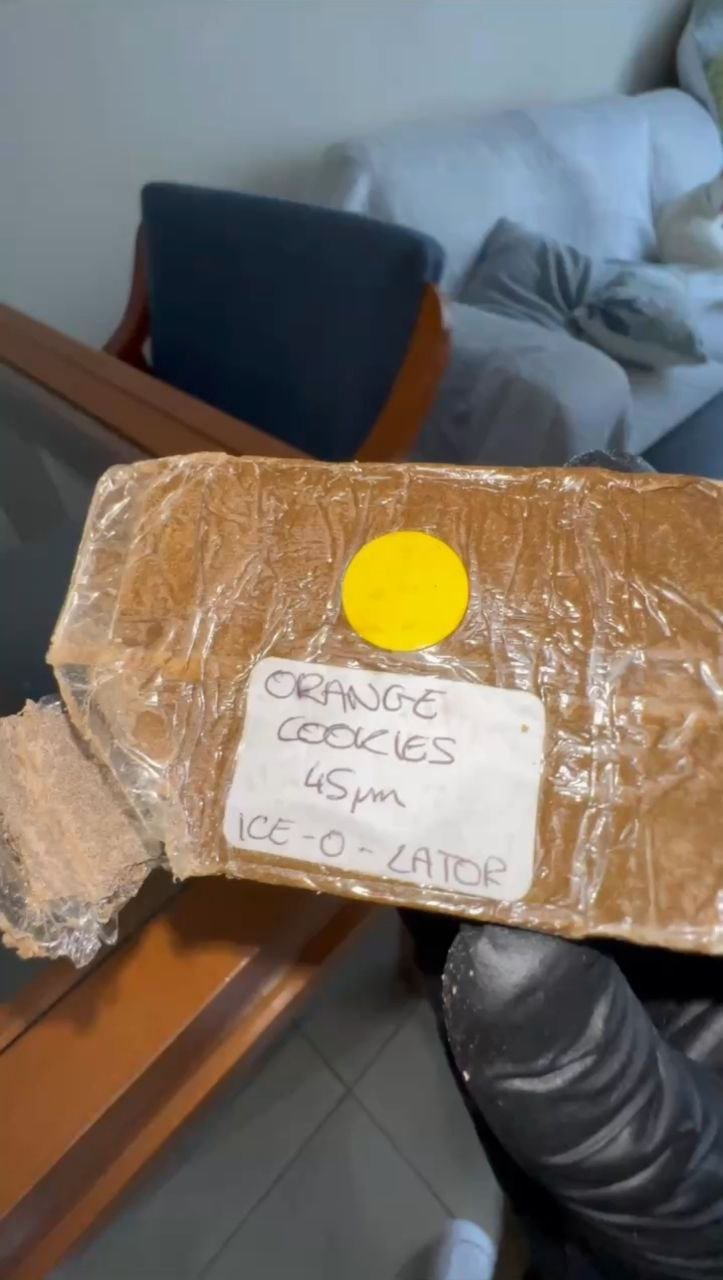 ORANGE
COOKIES
45µm
ICE-O-LATOR